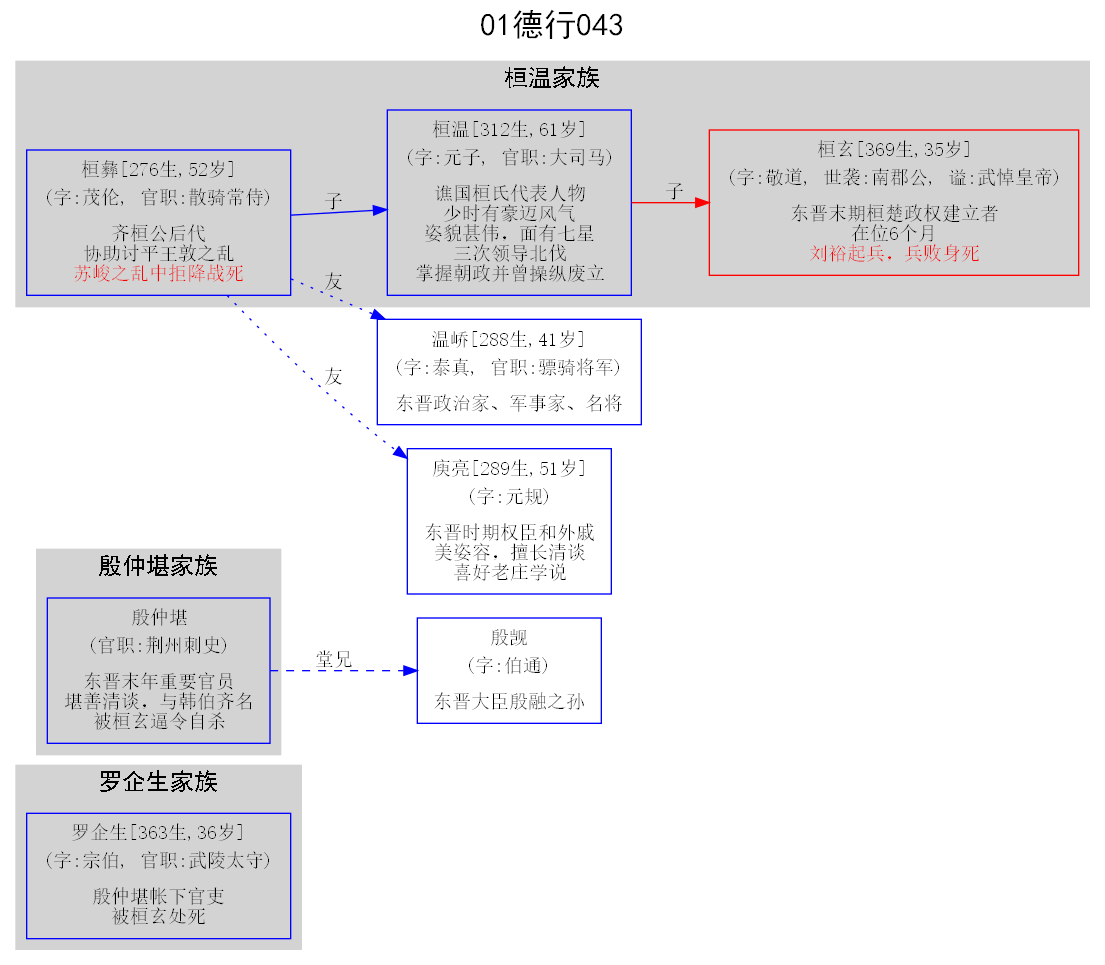 01德行043
桓温家族
桓彝[276生,52岁]
(字:茂伦, 官职:散骑常侍)
齐桓公后代
协助讨平王敦之乱
苏峻之乱中拒降战死
子
桓温[312生,61岁]
(字:元子, 官职:大司马)
谯国桓氏代表人物
少时有豪迈风气
姿貌甚伟，面有七星
三次领导北伐
掌握朝政并曾操纵废立
子
桓玄[369生,35岁]
(字:敬道, 世袭:南郡公, 谥:武悼皇帝)
东晋末期桓楚政权建立者
在位6个月
刘裕起兵，兵败身死
友
温峤[288生,41岁]
(字:泰真, 官职:骠骑将军)
东晋政治家、军事家、名将
友
庾亮[289生,51岁]
(字:元规)
东晋时期权臣和外戚
美姿容，擅长清谈
喜好老庄学说
殷仲堪家族
殷仲堪
(官职:荆州刺史)
东晋末年重要官员
堪善清谈，与韩伯齐名
被桓玄逼令自杀
堂兄
殷觊
(字:伯通)
东晋大臣殷融之孙
罗企生家族
罗企生[363生,36岁]
(字:宗伯, 官职:武陵太守)
殷仲堪帐下官吏
被桓玄处死